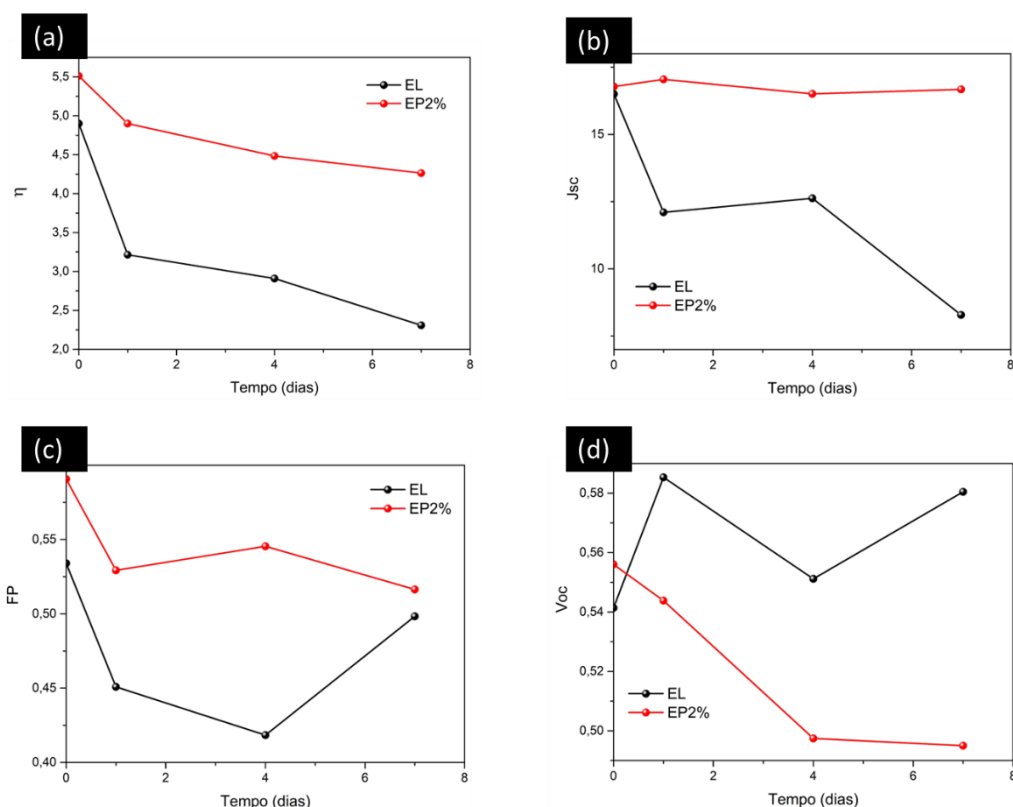 (a)
5,5
5,0
4,5
4,0
3,5
3,0
2,5
2,0
η
0 2 4 6 8
Tempo (dias)
EL
EP2%
(b)
15
10
Jsc
0 2 4 6 8
Tempo (dias)
EL
EP2%
(c)
0,55
0,50
0,45
0,40
FP
0 2 4 6 8
Tempo (dias)
EL
EP2%
(d)
0,58
0,56
0,54
0,52
0,50
Voc
0 2 4 6 8
Tempo (dias)
EL
EP2%